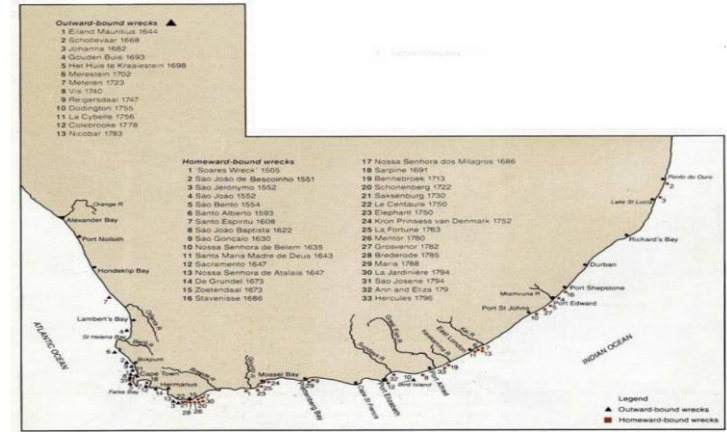 Outward-bound wrecks
1 Eiland Mauritius 1644
2 Schollevaar 1668
3 Johanna 1682
4 Gouden Buis 1693
5 Het Huis te Kraaiestein 1698
6 Merestein 1702
7 Meteren 1723
8 Vis 1740
9 Reigersdaal 1747
10 Dodington 1755
11 La Cybelle 1756
12 Colebrooke 1778
13 Nicobar 1783
Homeward-bound wrecks
1 'Soares Wreck' 1505
2 São João de Bescoinho 1551
3 São Jeronymo 1552
4 São João 1552
5 São Bento 1554
6 Santo Alberto 1593
7 Santo Espiritu 1608
8 São João Baptista 1622
9 São Gonçalo 1630
10 Nossa Senhora de Belem 1635
11 Santa Maria Madre de Deus 1643
12 Sacramento 1647
13 Nossa Senhora de Atalaia 1647
14 De Grundel 1673
15 Zoetendaal 1673
16 Stavenisse 1686
17 Nossa Senhora dos Milagros 1686
18 Sarpine 1691
19 Bennebroek 1713
20 Schonenberg 1722
21 Saksenburg 1730
22 Le Centaure 1750
23 Elephant 1750
24 Kron Prinsess van Denmark 1752
25 La Fortune 1763
26 Mentor 1780
27 Grosvenor 1782
28 Brederode 1785
29 Maria 1788
30 La Jardinière 1794
31 São Josene 1794
32 Ann and Eliza 179
33 Hercules 1796
Ponto do Ouro
Lake St Lucia
Richard's Bay
Durban
Port Shepstone
Port Edward
Port St Johns
Orange R.
Alexander Bay
Port Nolloth
Hondeklip Bay
Lambert's Bay
St Helena Bay
Cape Town
False Bay
Hermanus
Mossel Bay
Cape St Francis
Port Elizabeth
Bird Island
Port Alfred
East London
Kei R.
ATLANTIC OCEAN
INDIAN OCEAN
Legend
Outward-bound wrecks
Homeward-bound wrecks